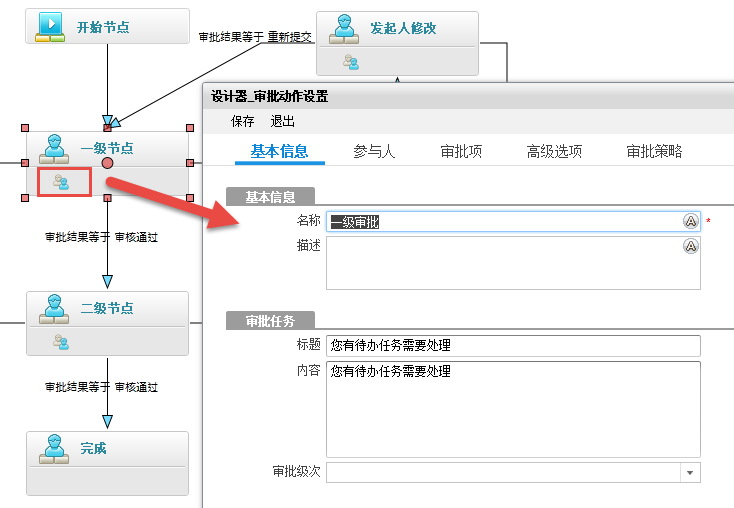 开始节点
审批结果等于 重新提交
发起人修改
设计器_审批动作设置
保存 退出
基本信息 参与人 审批项 高级选项 审批策略
一级节点
基本信息
名称 一级审批 A *
审批结果等于 审核通过
描述 A
二级节点
审批任务
标题 您有待办任务需要处理
内容 您有待办任务需要处理
审批结果等于 审核通过
完成
审批级次